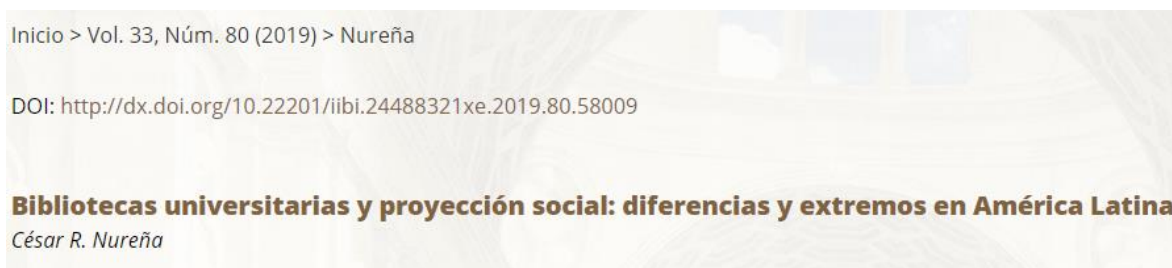 Inicio > Vol. 33, Núm. 80 (2019) > Nureña
DOI: http://dx.doi.org/10.22201/iibi.24488321xe.2019.80.58009
Bibliotecas universitarias y proyección social: diferencias y extremos en América Latina
César R. Nureña